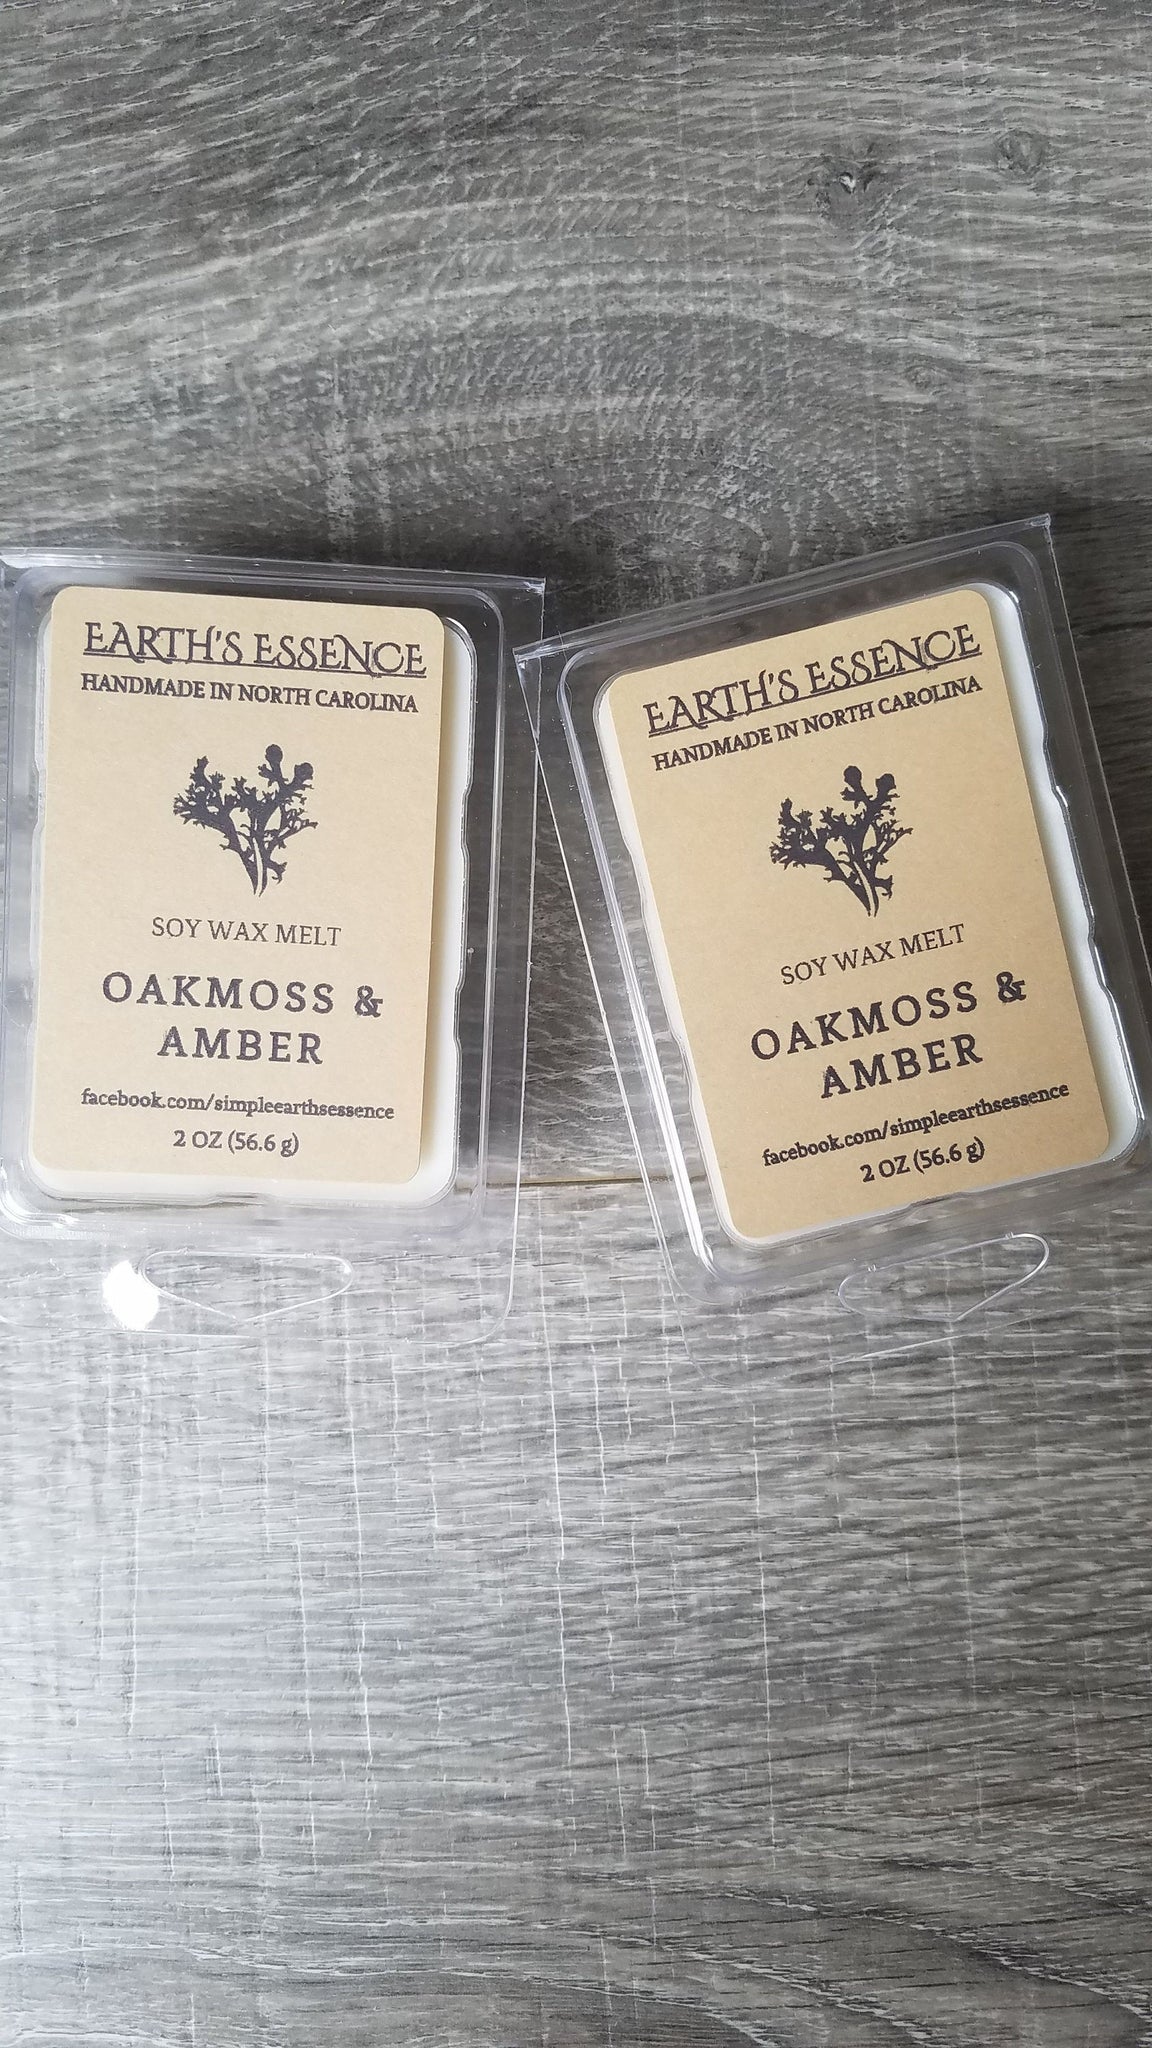 EARTH'S ESSENCE
HANDMADE IN NORTH CAROLINA
SOY WAX MELT
OAKMOSS &
AMBER
facebook.com/simpleearthsessence
2 OZ (56.6 g)
EARTH'S ESSENCE
HANDMADE IN NORTH CAROLINA
SOY WAX MELT
OAKMOSS &
AMBER
facebook.com/simpleearthsessence
2 OZ (56.6 g)